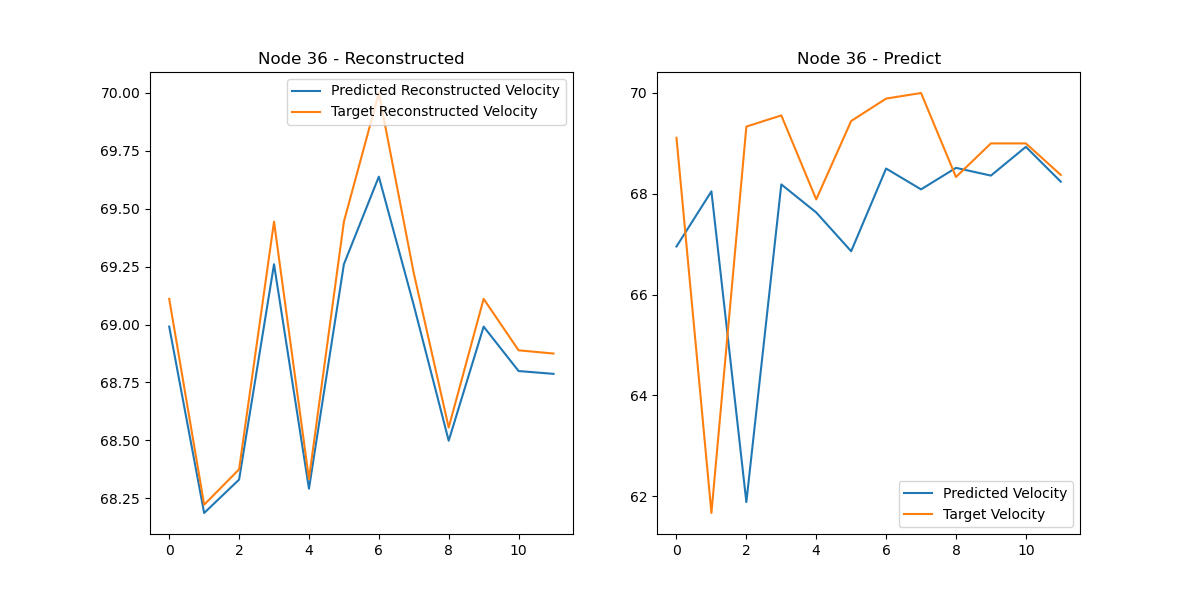 Node 36 - Reconstructed
Predicted Reconstructed Velocity
Target Reconstructed Velocity
70.00
69.75
69.50
69.25
69.00
68.75
68.50
68.25
0 2 4 6 8 10
Node 36 - Predict
70
68
66
64
62
Predicted Velocity
Target Velocity
0 2 4 6 8 10